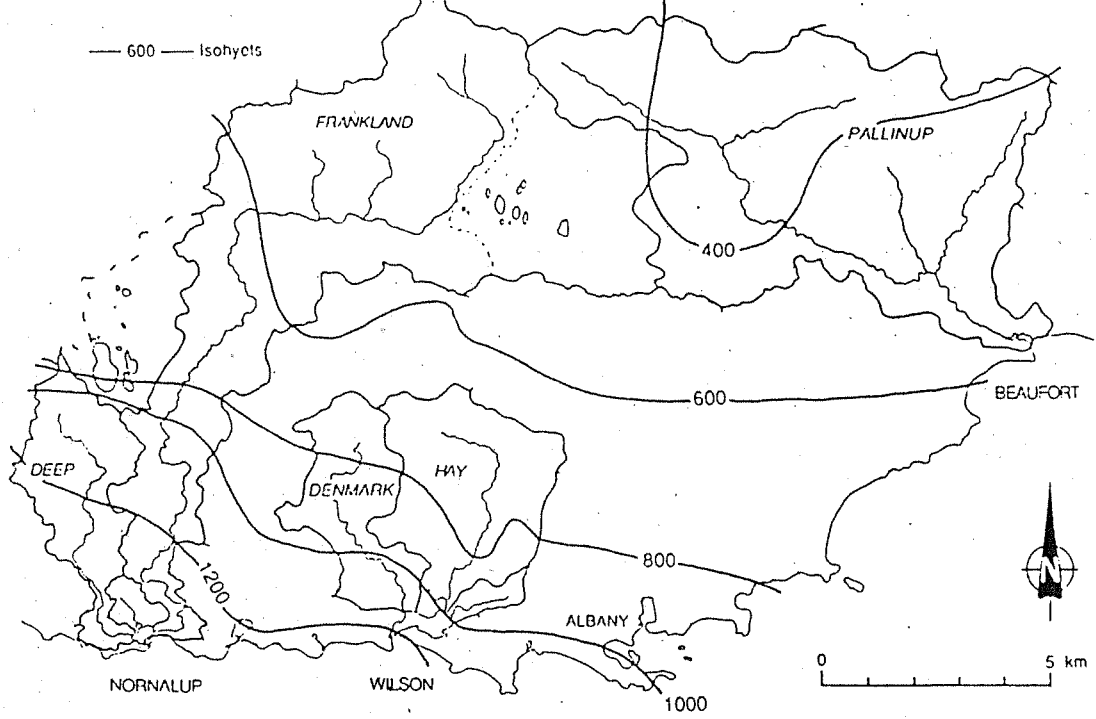 600 Isohyets
FRANKLAND
PALLINUP
400
600
BEAUFORT
DEEP
HAY
DENMARK
800
N
1200
ALBANY
0 5 km
NORNALUP
WILSON
1000